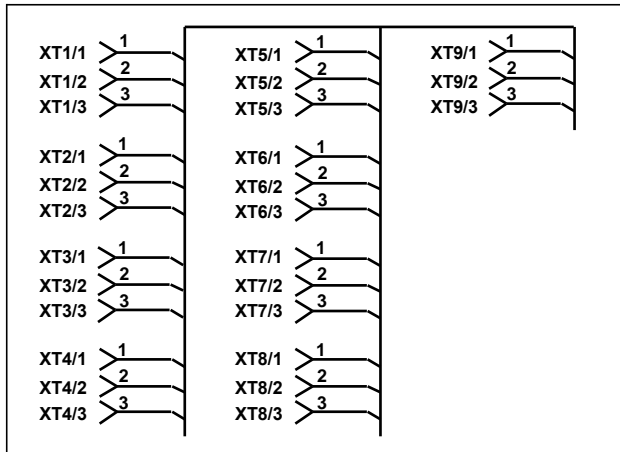 XT1/1 1
XT1/2 2
XT1/3 3
XT2/1 1
XT2/2 2
XT2/3 3
XT3/1 1
XT3/2 2
XT3/3 3
XT4/1 1
XT4/2 2
XT4/3 3
XT5/1 1
XT5/2 2
XT5/3 3
XT6/1 1
XT6/2 2
XT6/3 3
XT7/1 1
XT7/2 2
XT7/3 3
XT8/1 1
XT8/2 2
XT8/3 3
XT9/1 1
XT9/2 2
XT9/3 3